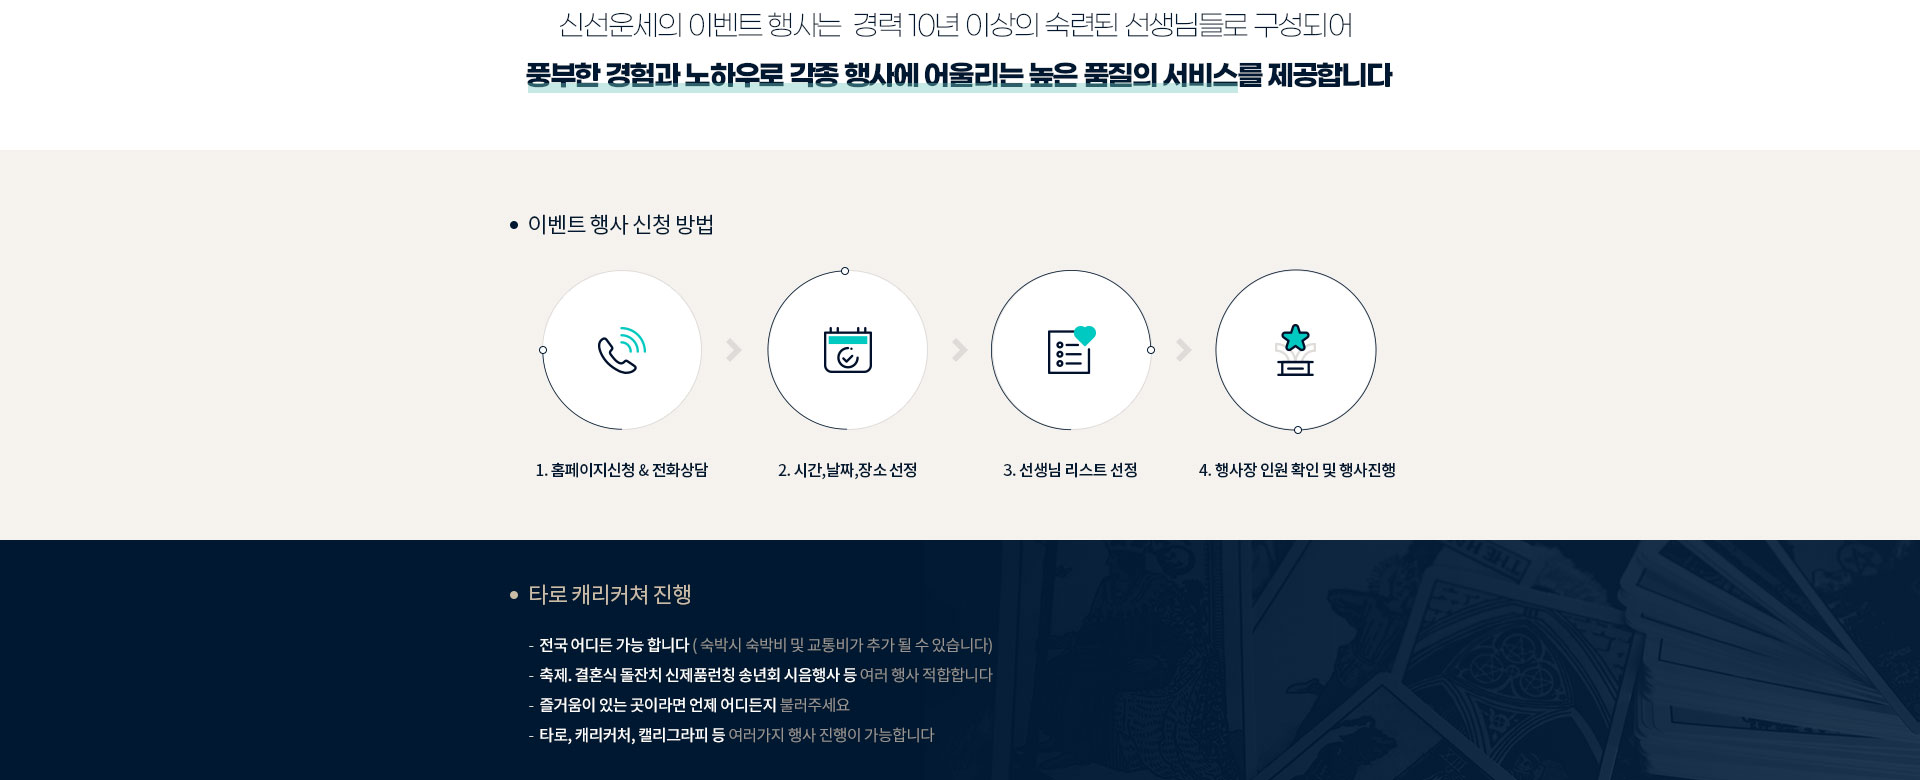 신선운세의 이벤트 행사는 경력 10년 이상의 숙련된 선생님들로 구성되어
풍부한 경험과 노하우로 각종 행사에 어울리는 높은 품질의 서비스를 제공합니다
• 이벤트 행사 신청 방법
1. 홈페이지신청 & 전화상담
2. 시간,날짜,장소 선정
3. 선생님 리스트 선정
4. 행사장 인원 확인 및 행사진행
• 타로 캐리커쳐 진행
- 전국 어디든 가능 합니다 ( 숙박시 숙박비 및 교통비가 추가 될 수 있습니다)
- 축제. 결혼식 돌잔치 신제품런칭 송년회 시음행사 등 여러 행사 적합합니다
- 즐거움이 있는 곳이라면 언제 어디든지 불러주세요
- 타로, 캐리커처, 캘리그라피 등 여러가지 행사 진행이 가능합니다